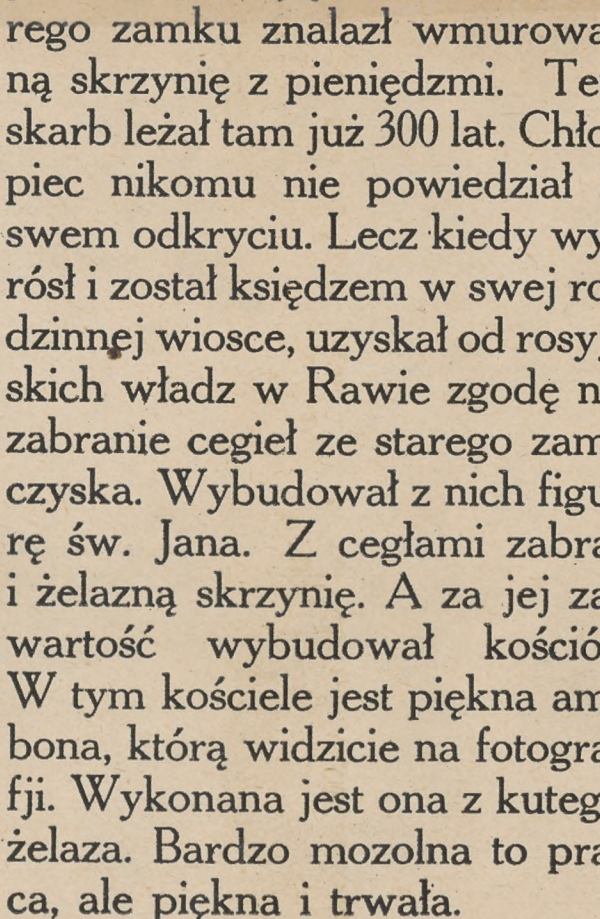 rego zamku znalazł wmurowa
ną skrzynię z pieniędzmi. Te
skarb leżał tam już 300 lat. Chło
piec nikomu nie powiedział
swem odkryciu. Lecz kiedy wy
rósł i został księdzem w swej ro
dzinnej wiosce, uzyskał od rosyj
skich władz w Rawie zgodę n
zabranie cegieł ze starego zam
czyska. Wybudował z nich figu
rę św. Jana. Z cegłami zabra
i żelazną skrzynię. A za jej za
wartość wybudował kośció
W tym kościele jest piękna am
bona, którą widzicie na fotogra
fji. Wykonana jest ona z kuteg
żelaza. Bardzo mozolna to pra
ca, ale piękna i trwała.